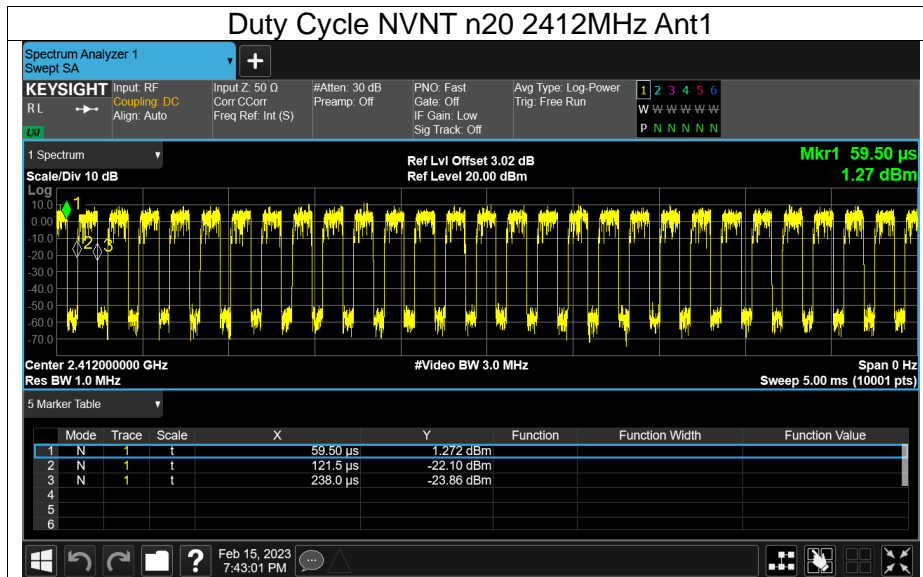 Duty Cycle NVNT n20 2412MHz Ant1
Spectrum Analyzer 1
Swept SA
+
KEYSIGHT
R L
LXI
Input: RF
Coupling: DC
Align: Auto
Input Z: 50 Ω
Corr CCorr
Freq Ref: Int (S)
#Atten: 30 dB
Preamp: Off
PNO: Fast
Gate: Off
IF Gain: Low
Sig Track: Off
Avg Type: Log-Power
Trig: Free Run
1 2 3 4 5 6
W W W W W W
P N N N N N
1 Spectrum
Scale/Div 10 dB
Ref Lvl Offset 3.02 dB
Ref Level 20.00 dBm
Mkr1 59.50 µs
1.27 dBm
Log
10.0
0.00
-10.0
-20.0
-30.0
-40.0
-50.0
-60.0
-70.0
1
2
3
Center 2.412000000 GHz
Res BW 1.0 MHz
#Video BW 3.0 MHz
Span 0 Hz
Sweep 5.00 ms (10001 pts)
5 Marker Table
Mode Trace Scale X Y Function Function Width Function Value
1 N 1 t 59.50 µs 1.272 dBm
2 N 1 t 121.5 µs -22.10 dBm
3 N 1 t 238.0 µs -23.86 dBm
4
5
6
?
Feb 15, 2023
7:43:01 PM